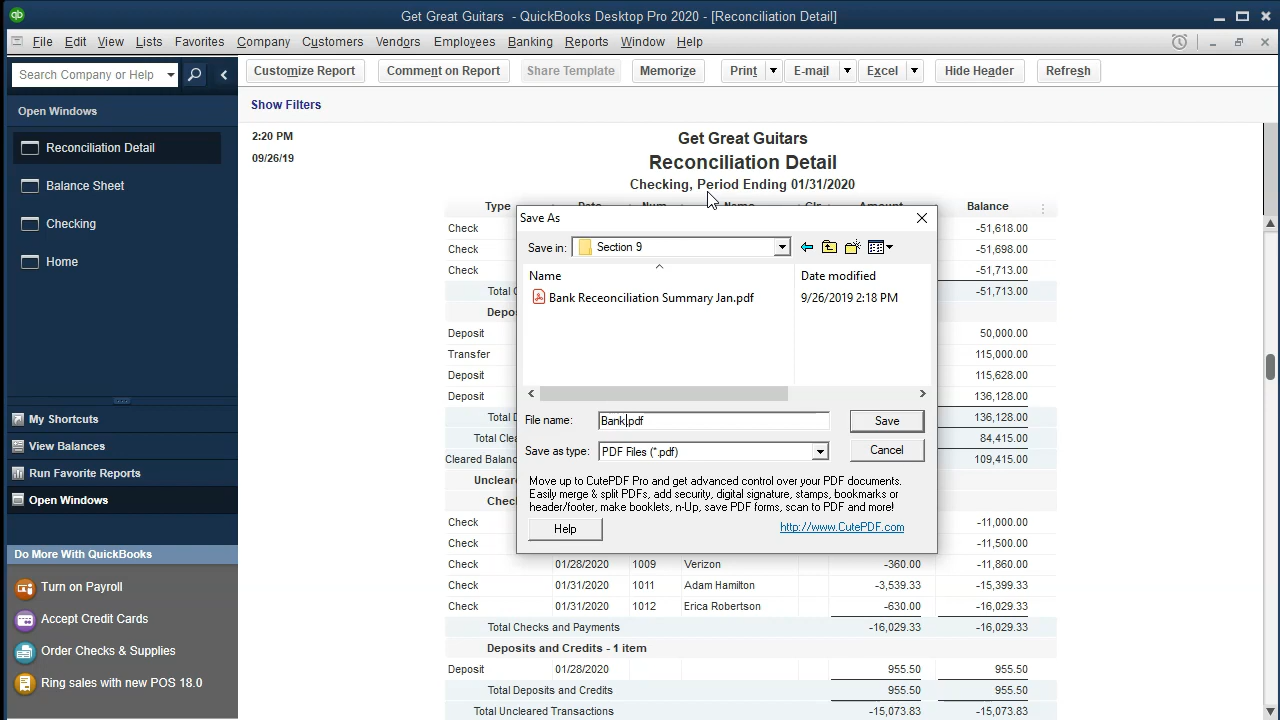 Get Great Guitars - QuickBooks Desktop Pro 2020 - [Reconciliation Detail]
File Edit View Lists Favorites Company Customers Vendors Employees Banking Reports Window Help
Search Company or Help
Customize Report Comment on Report Share Template Memorize Print E-mail Excel Hide Header Refresh
Open Windows
Show Filters
Reconciliation Detail
Balance Sheet
Checking
Home
My Shortcuts
View Balances
Run Favorite Reports
Open Windows
Do More With QuickBooks
Turn on Payroll
Accept Credit Cards
Order Checks & Supplies
Ring sales with new POS 18.0
2:20 PM
09/26/19
Get Great Guitars
Reconciliation Detail
Checking, Period Ending 01/31/2020
Type Balance
Check -51,618.00
Check -51,698.00
Check -51,713.00
-51,713.00
Deposit 50,000.00
Transfer 115,000.00
Deposit 115,628.00
Deposit 136,128.00
136,128.00
84,415.00
109,415.00
Check -11,000.00
Check -11,500.00
Check 01/28/2020 1009 Verizon -360.00 -11,860.00
Check 01/31/2020 1011 Adam Hamilton -3,539.33 -15,399.33
Check 01/31/2020 1012 Erica Robertson -630.00 -16,029.33
Total Checks and Payments -16,029.33 -16,029.33
Deposits and Credits - 1 item
Deposit 01/28/2020 955.50 955.50
Total Deposits and Credits 955.50 955.50
Total Uncleared Transactions -15,073.83 -15,073.83
Save As
Save in: Section 9
Name Date modified
Bank Receonciliation Summary Jan.pdf 9/26/2019 2:18 PM
File name: Bank.pdf Save
Save as type: PDF Files (*.pdf) Cancel
Move up to CutePDF Pro and get advanced control over your PDF documents.
Easily merge & split PDFs, add security, digital signature, stamps, bookmarks or
header/footer, make booklets, n-Up, save PDF forms, scan to PDF and more!
Help http://www.CutePDF.com